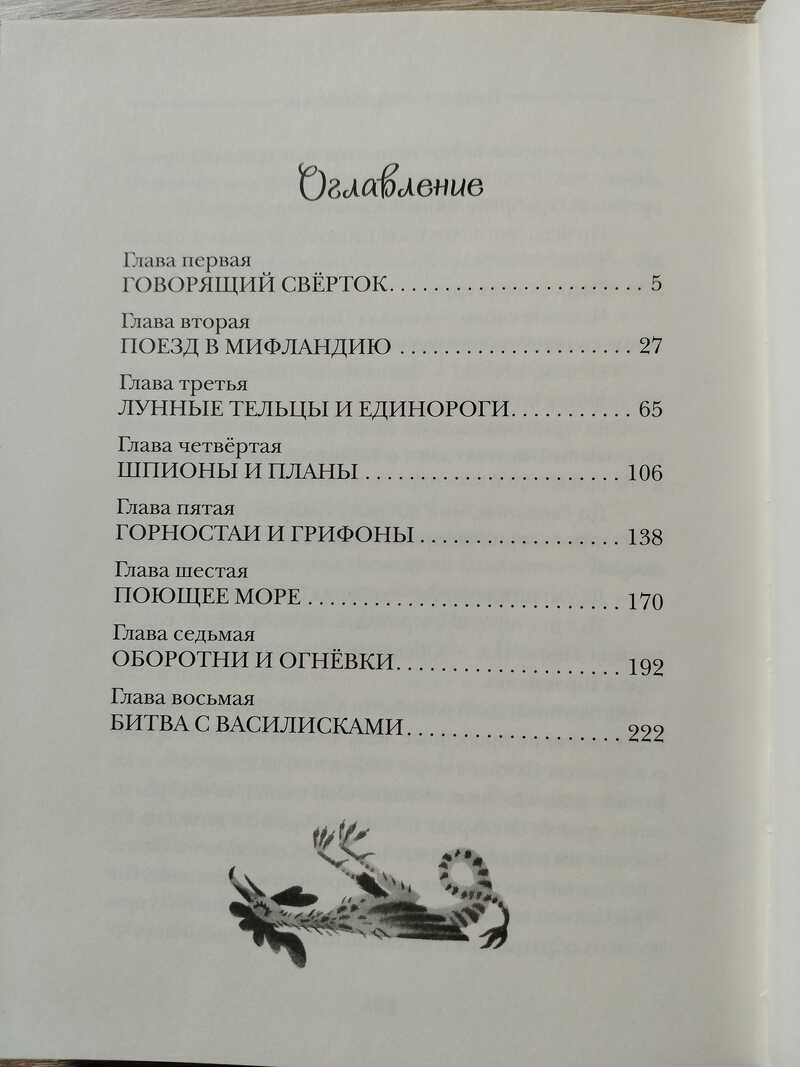 Оглавление
Глава первая
ГОВОРЯЩИЙ СВЁРТОК. . . . . . . . . . . . . . . . . . . . . . . 5
Глава вторая
ПОЕЗД В МИФЛАНДИЮ . . . . . . . . . . . . . . . . . . . . . 27
Глава третья
ЛУННЫЕ ТЕЛЬЦЫ И ЕДИНОРОГИ. . . . . . . . . . . 65
Глава четвёртая
ШПИОНЫ И ПЛАНЫ . . . . . . . . . . . . . . . . . . . . . . . 106
Глава пятая
ГОРНОСТАИ И ГРИФОНЫ . . . . . . . . . . . . . . . . . . 138
Глава шестая
ПОЮЩЕЕ МОРЕ . . . . . . . . . . . . . . . . . . . . . . . . . . . . 170
Глава седьмая
ОБОРОТНИ И ОГНЁВКИ. . . . . . . . . . . . . . . . . . . . 192
Глава восьмая
БИТВА С ВАСИЛИСКАМИ. . . . . . . . . . . . . . . . . . . 222